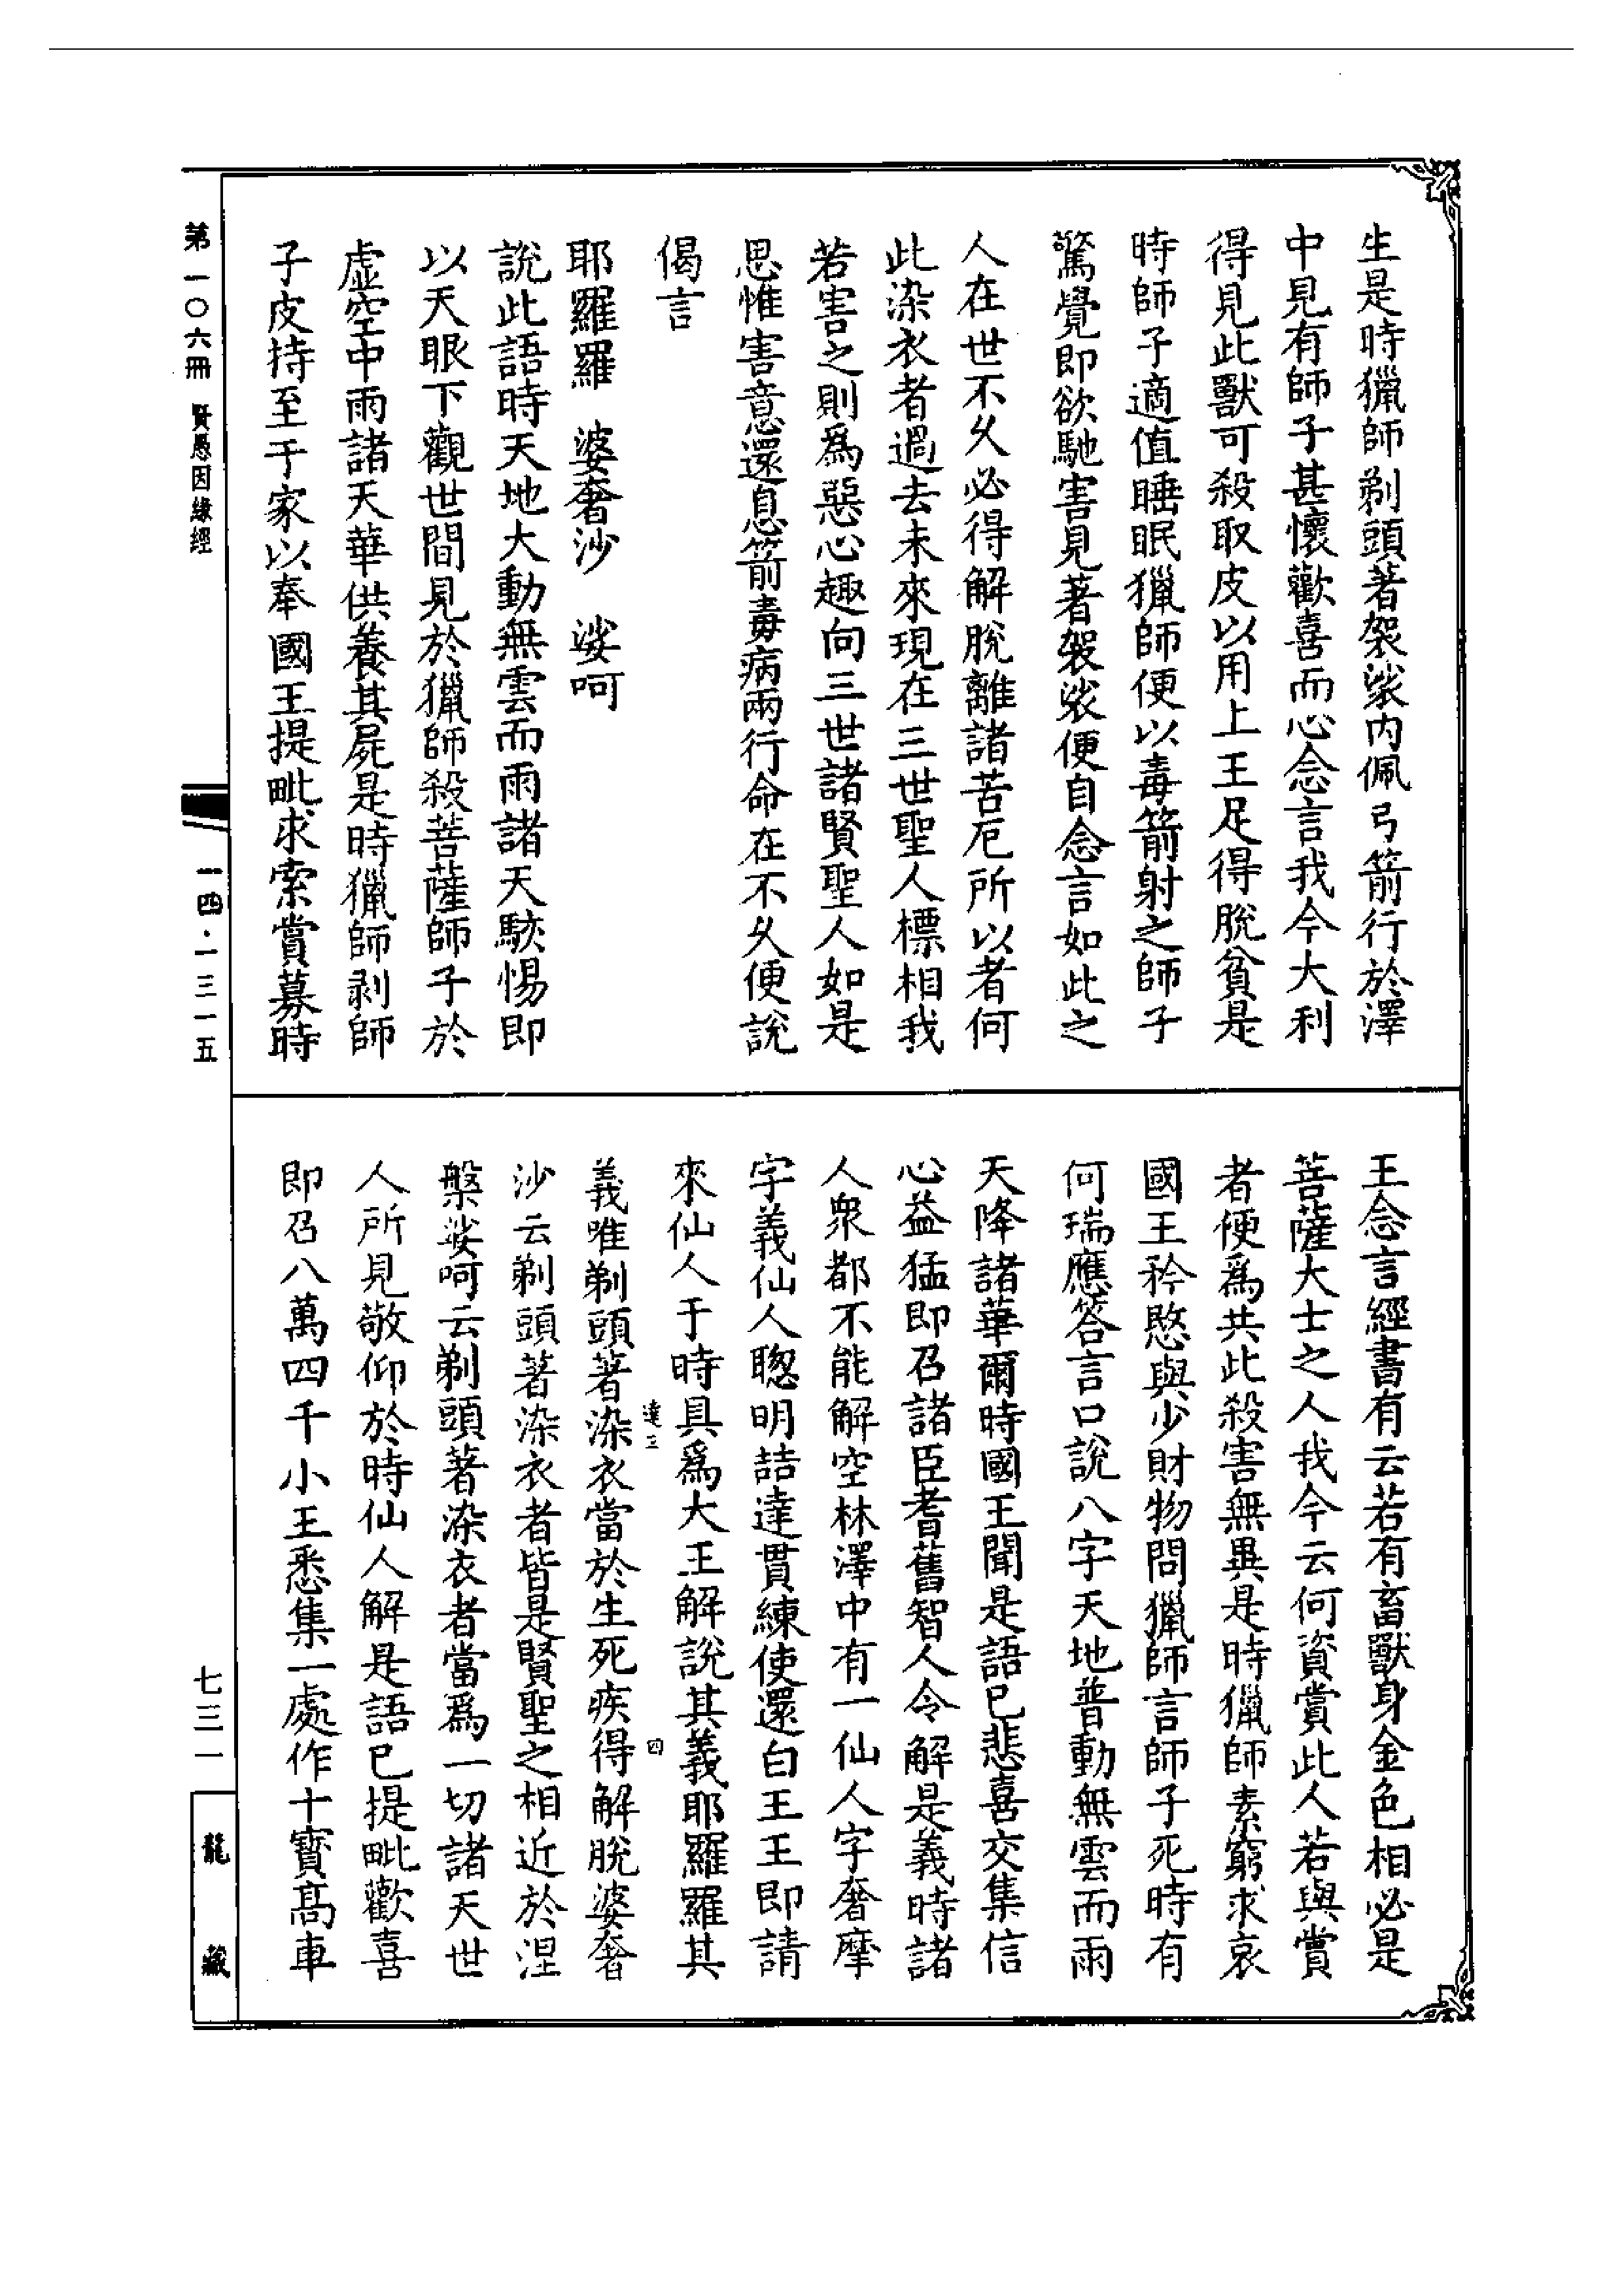 生是時獵師剃頭著袈裟内佩弓箭行於澤
中見有師子甚懷歡喜而心念言我今大利
得見此獸可殺取皮以用上王足得脫貧是
時師子適值睡眠獵師便以毒箭射之師子
驚覺即欲馳害見著袈裟便自念言如此之
人在世不久必得解脫離諸苦厄所以者何
此染衣者過去未來現在三世聖人標相我
若害之則為惡心趣向三世諸賢聖人如是
思惟害意還息箭毒病兩行命在不久便說
偈言
耶羅羅　婆奢沙　娑呵
說此語時天地大動無雲而雨諸天駭惕即
以天眼下觀世間見於獵師殺菩薩師子於
虛空中雨諸天華供養其屍是時獵師剥師
子皮持至于家以奉國王提毗求索賞募時
王念言經書有云若有畜獸身金色相必是
菩薩大士之人我今云何資賞此人若與賞
者便為共此殺害無異是時獵師素窮求哀
國王矜愍與少財物問獵師言師子死時有
何瑞應答言口說八字天地普動無雲而雨
天降諸華爾時國王聞是語已悲喜交集信
心益猛即召諸臣耆舊智人令解是義時諸
人衆都不能解空林澤中有一仙人字奢摩
字義仙人聰明喆達貫練使還白王王即請
來仙人于時具為大王解說其義耶羅羅其
達三　四
義唯剃頭著染衣當於生死疾得解脫婆奢
沙云剃頭著染衣者皆是賢聖之相近於涅
槃娑呵云剃頭著染衣者當為一切諸天世
人所見敬仰於時仙人解是語已提毗歡喜
即召八萬四千小王悉集一處作十寶高車
第一〇六冊　賢愚因緣經
一四·一三一五
七三一
龍藏